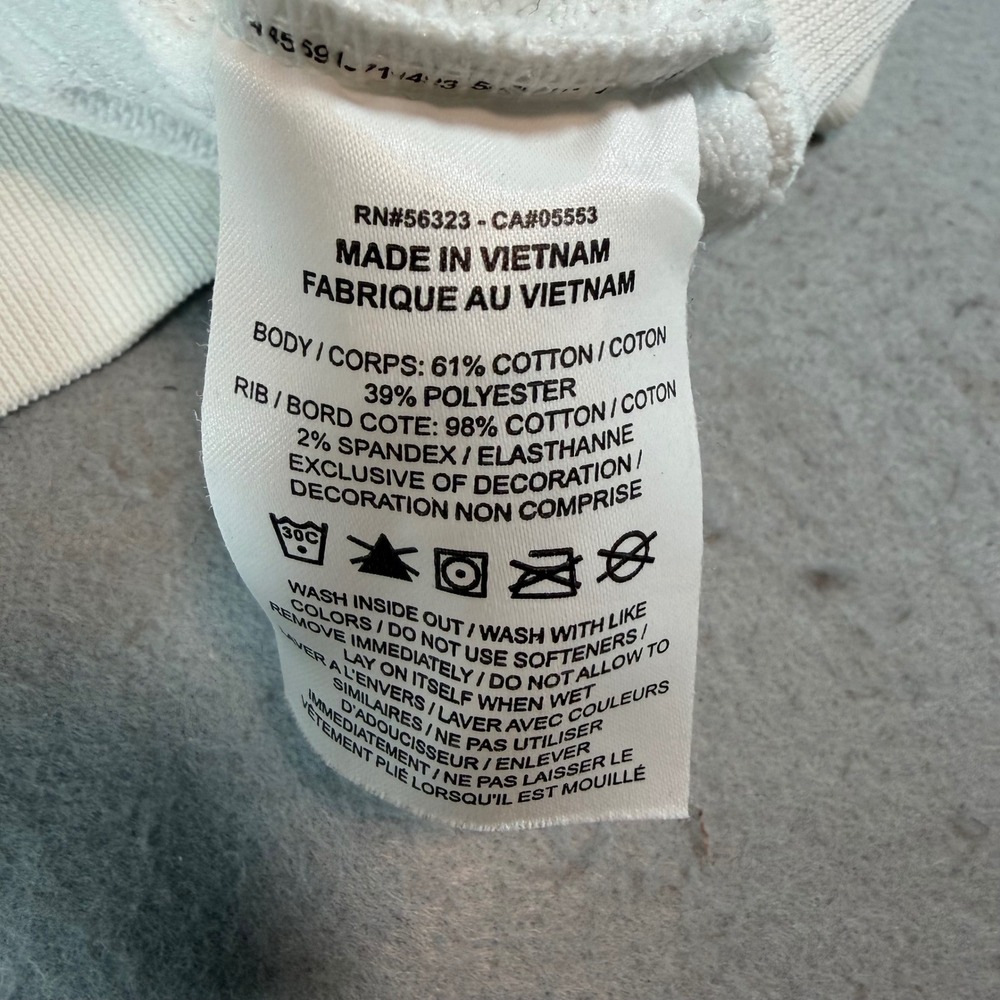 RN#56323 - CA#05553
MADE IN VIETNAM
FABRIQUE AU VIETNAM
BODY / CORPS: 61% COTTON / COTON
39% POLYESTER
RIB / BORD COTE: 98% COTTON / COTON
2% SPANDEX / ELASTHANNE
EXCLUSIVE OF DECORATION /
DECORATION NON COMPRISE
30C
WASH INSIDE OUT / WASH WITH LIKE
COLORS / DO NOT USE SOFTENERS /
REMOVE IMMEDIATELY / DO NOT ALLOW TO
LAY ON ITSELF WHEN WET
LAVER A L'ENVERS / LAVER AVEC COULEURS
SIMILAIRES / NE PAS UTILISER
D'ADOUCISSEUR / ENLEVER
IMMEDIATEMENT / NE PAS LAISSER LE
VÊTEMENT PLIÉ LORSQU'IL EST MOUILLÉ